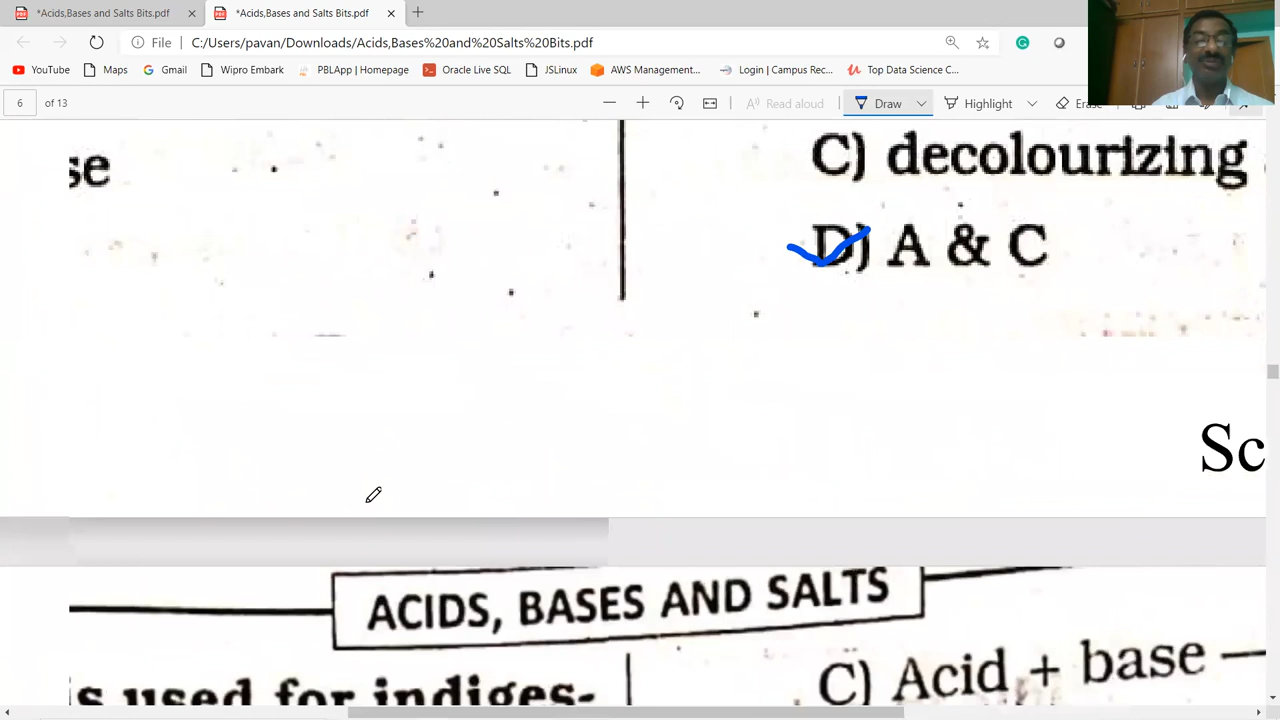 *Acids,Bases and Salts Bits.pdf
*Acids,Bases and Salts Bits.pdf
File C:/Users/pavan/Downloads/Acids,Bases%20and%20Salts%20Bits.pdf
YouTube Maps Gmail Wipro Embark PBLApp | Homepage Oracle Live SQL JSLinux AWS Management... Login | Campus Rec... Top Data Science C...
6 of 13 Read aloud Draw Highlight Erase
se
C) decolourizing
D) A & C
Sc
ACIDS, BASES AND SALTS
s used for indiges-
C) Acid + base